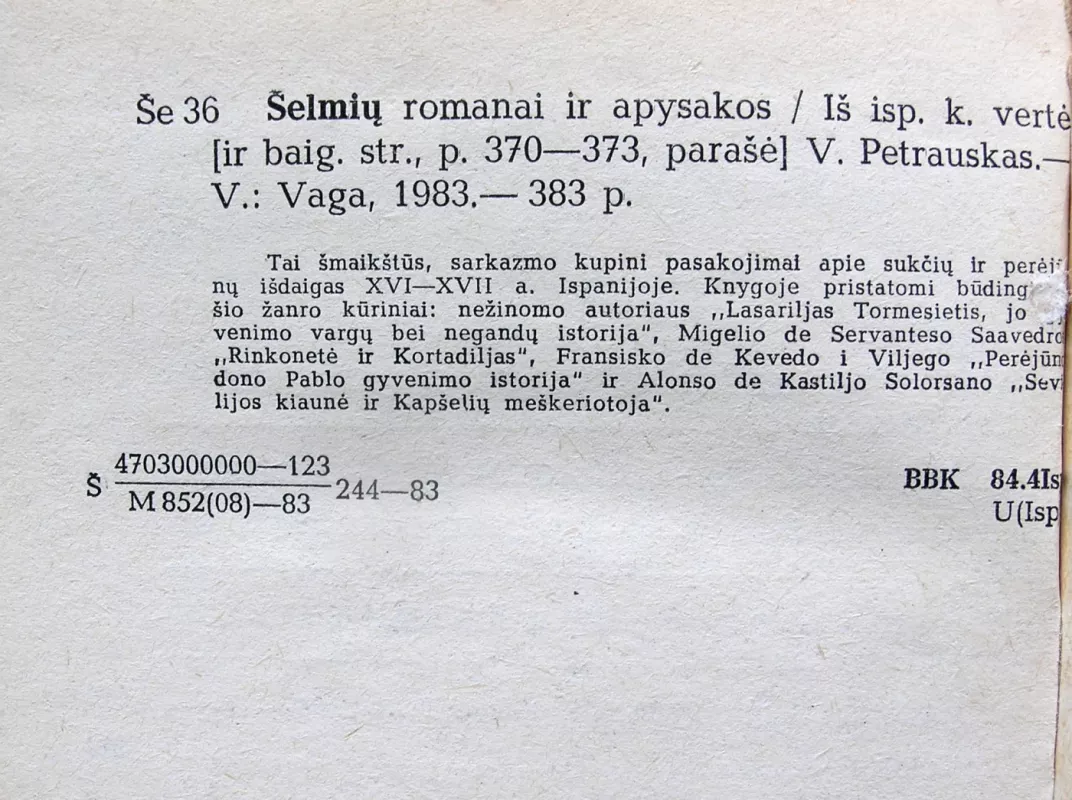 Še 36 Šelmių romanai ir apysakos / Iš isp. k. vertė
[ir baig. str., p. 370—373, parašė] V. Petrauskas.—
V.: Vaga, 1983.— 383 p.
Tai šmaikštūs, sarkazmo kupini pasakojimai apie sukčių ir
nų išdaigas XVI—XVII a. Ispanijoje. Knygoje pristatomi
šio žanro kūriniai: nežinomo autoriaus „Lasariljas Tormesietis, jo
venimo vargų bei negandų istorija", Migelio de Servanteso
„Rinkonetė ir Kortadiljas", Fransisko de Kevedo i Viljego
dono Pablo gyvenimo istorija" ir Alonso de Kastiljo Solorsano
lijos kiaunė ir Kapšelių meškeriotoja".
Š 4703000000—123
M 852(08)—83 244—83
BBK 84.4Is
U(Isp